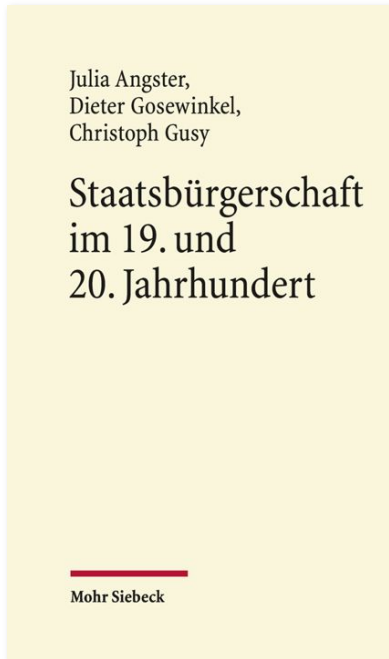 Julia Angster,
Dieter Gosewinkel,
Christoph Gusy
Staatsbürgerschaft
im 19. und
20. Jahrhundert
Mohr Siebeck